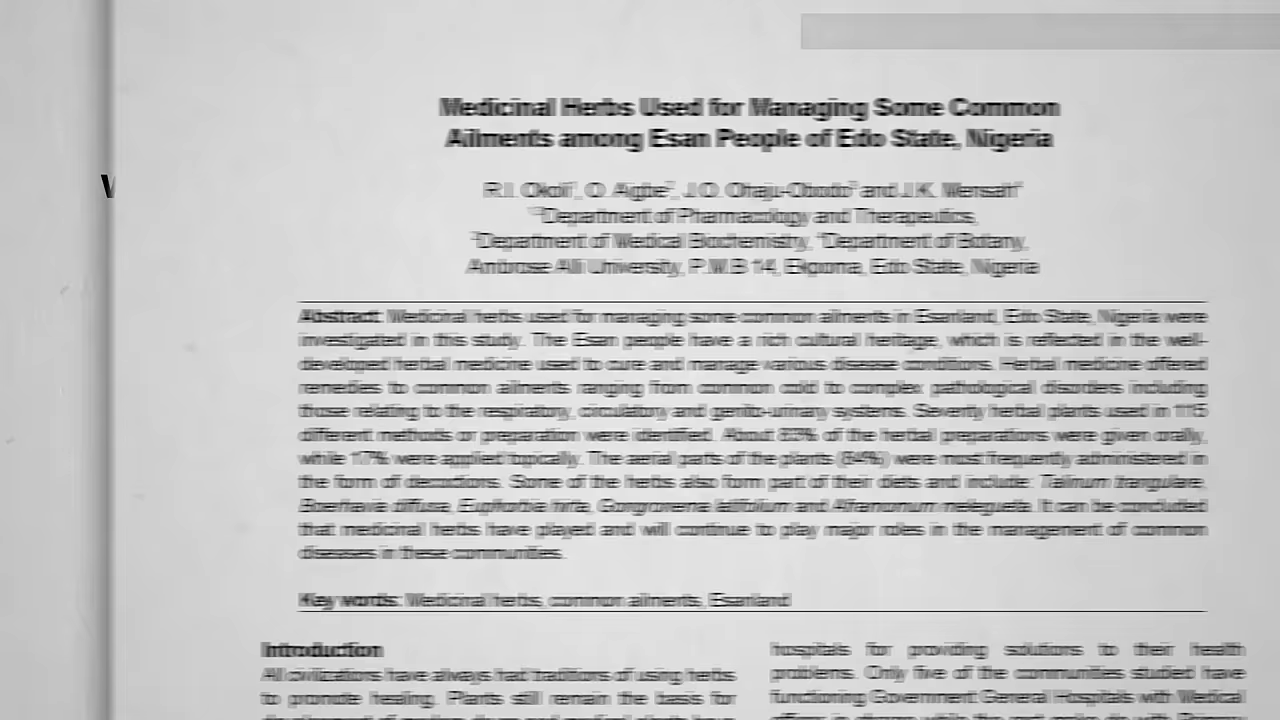 Medicinal Herbs Used for Managing Some Common
Ailments among Esan People of Edo State, Nigeria
R.I. Okoli, O. Aigbe, J.O. Ohaju-Obodo and J.K. Mensah
Department of Pharmacology and Therapeutics,
Department of Medical Biochemistry, Department of Botany,
Ambrose Alli University, P.M.B 14, Ekpoma, Edo State, Nigeria
Abstract: Medicinal herbs used for managing some common ailments in Esanland, Edo State, Nigeria were
investigated in this study. The Esan people have a rich cultural heritage, which is reflected in the well-
developed herbal medicine used to cure and manage various disease conditions. Herbal medicine offered
remedies to common ailments ranging from common cold to complex pathological disorders including
those relating to the respiratory, circulatory and genito-urinary systems. Seventy herbal plants used in
different methods or preparation were identified. About 83% of the herbal preparations were given orally,
while 17% were applied topically. The aerial parts of the plants (84%) were most frequently administered in
the form of decoctions. Some of the herbs also form part of their diets and include: Talinum triangulare,
Boerhavia diffusa, Euphorbia hirta, Gongronema latifolium and Aframomum melegueta. It can be concluded
that medicinal herbs have played and will continue to play major roles in the management of common
diseases in these communities.
Key words: Medicinal herbs, common ailments, Esanland
Introduction
All civilizations have always had traditions of using herbs
to promote healing. Plants still remain the basis for
hospitals for providing solutions to their health
problems. Only five of the communities studied have
functioning Government General Hospitals with Medical